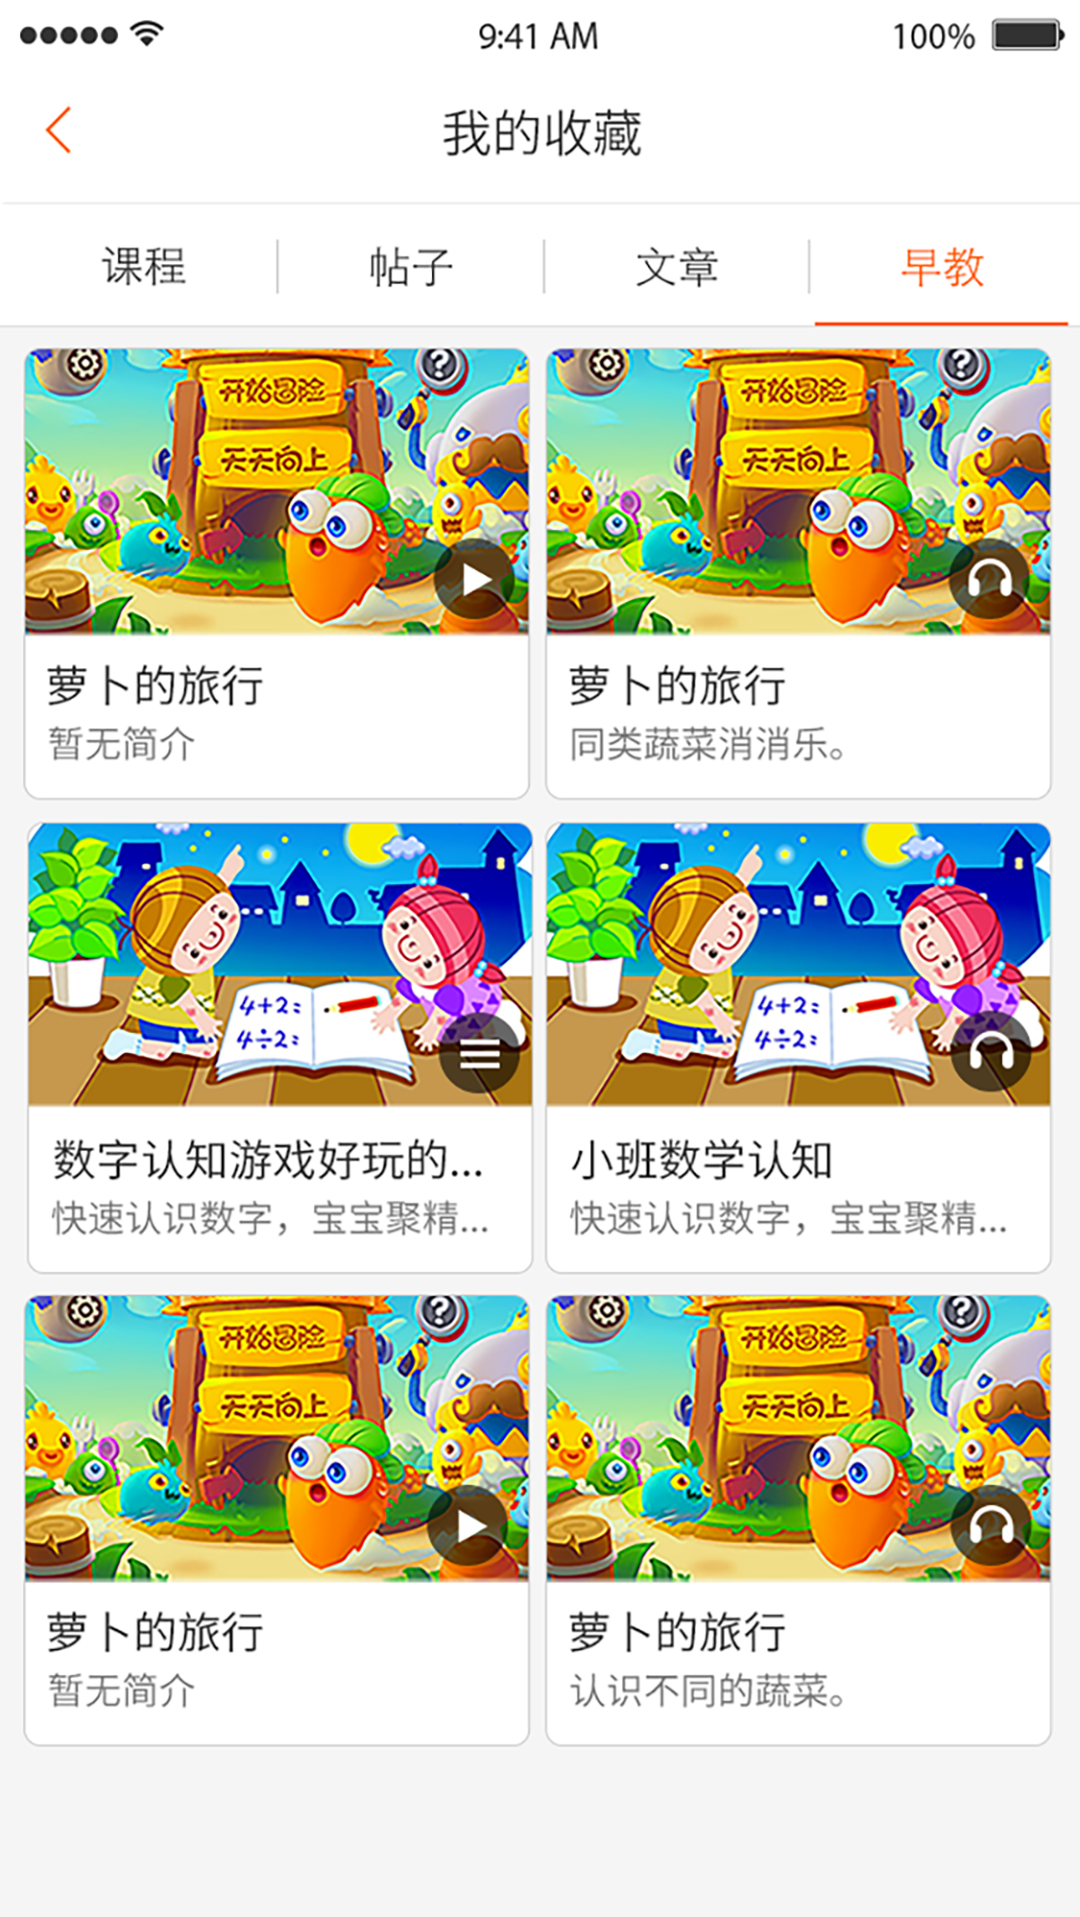 9:41 AM
100%
我的收藏
课程
帖子
文章
早教
开始冒险
天天向上
开始冒险
天天向上
萝卜的旅行
暂无简介
萝卜的旅行
同类蔬菜消消乐。
4+2=
4÷2=
4+2=
4÷2=
数字认知游戏好玩的...
快速认识数字，宝宝聚精...
小班数学认知
快速认识数字，宝宝聚精...
开始冒险
天天向上
开始冒险
天天向上
萝卜的旅行
暂无简介
萝卜的旅行
认识不同的蔬菜。